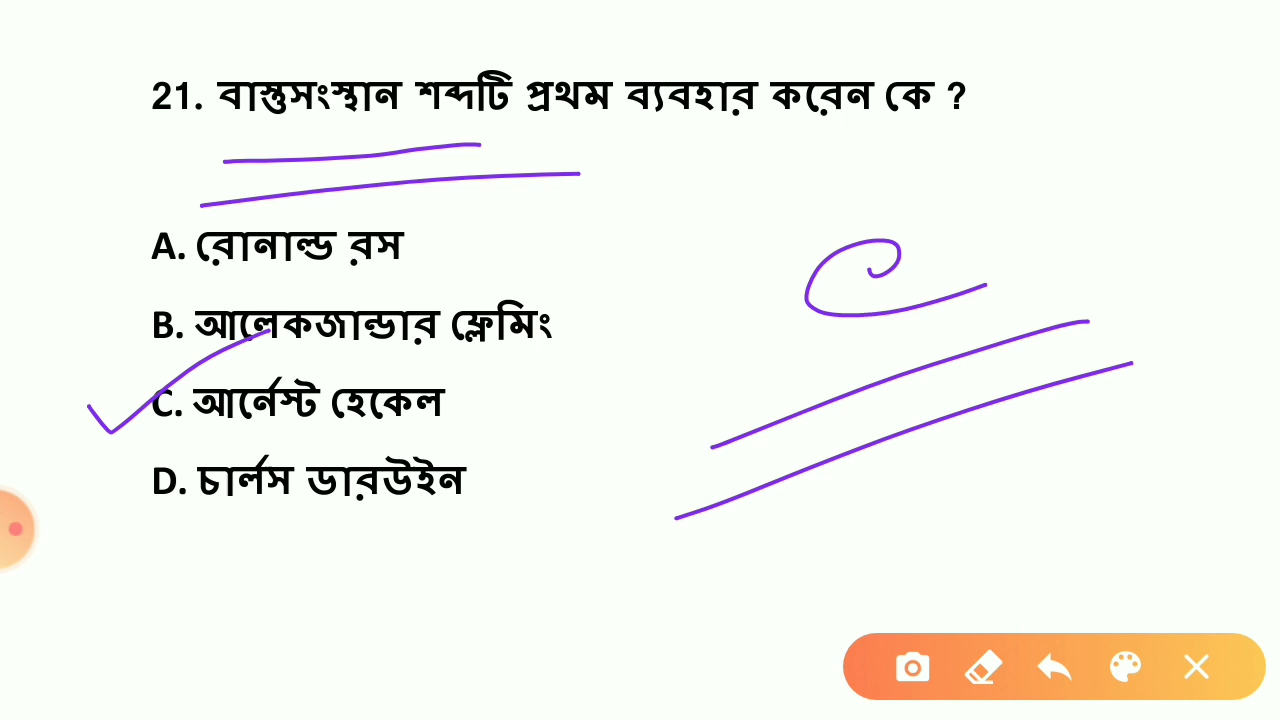 21. বাস্তুসংস্থান শব্দটি প্রথম ব্যবহার করেন কে ?
A. রোনাল্ড রস
B. আলেকজান্ডার ফ্লেমিং
C. আর্নেস্ট হেকেল
D. চার্লস ডারউইন
C